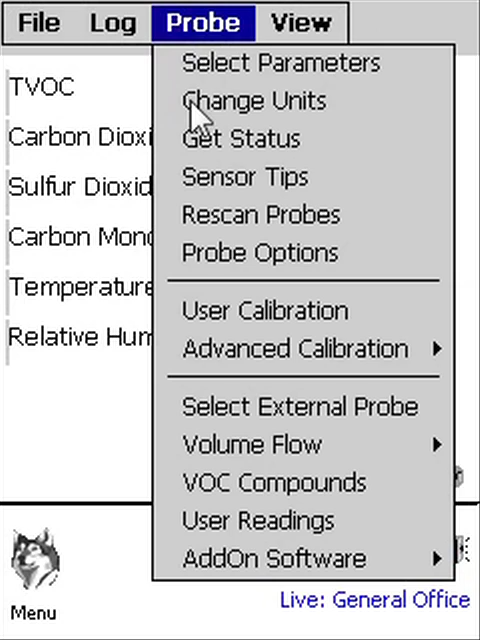 File Log Probe View
Select Parameters
TVOC
Change Units
Carbon Dioxi
Get Status
Sensor Tips
Sulfur Dioxid
Rescan Probes
Carbon Mono
Probe Options
Temperature
User Calibration
Relative Hum
Advanced Calibration
Select External Probe
Volume Flow
VOC Compounds
User Readings
AddOn Software
Live: General Office
Menu